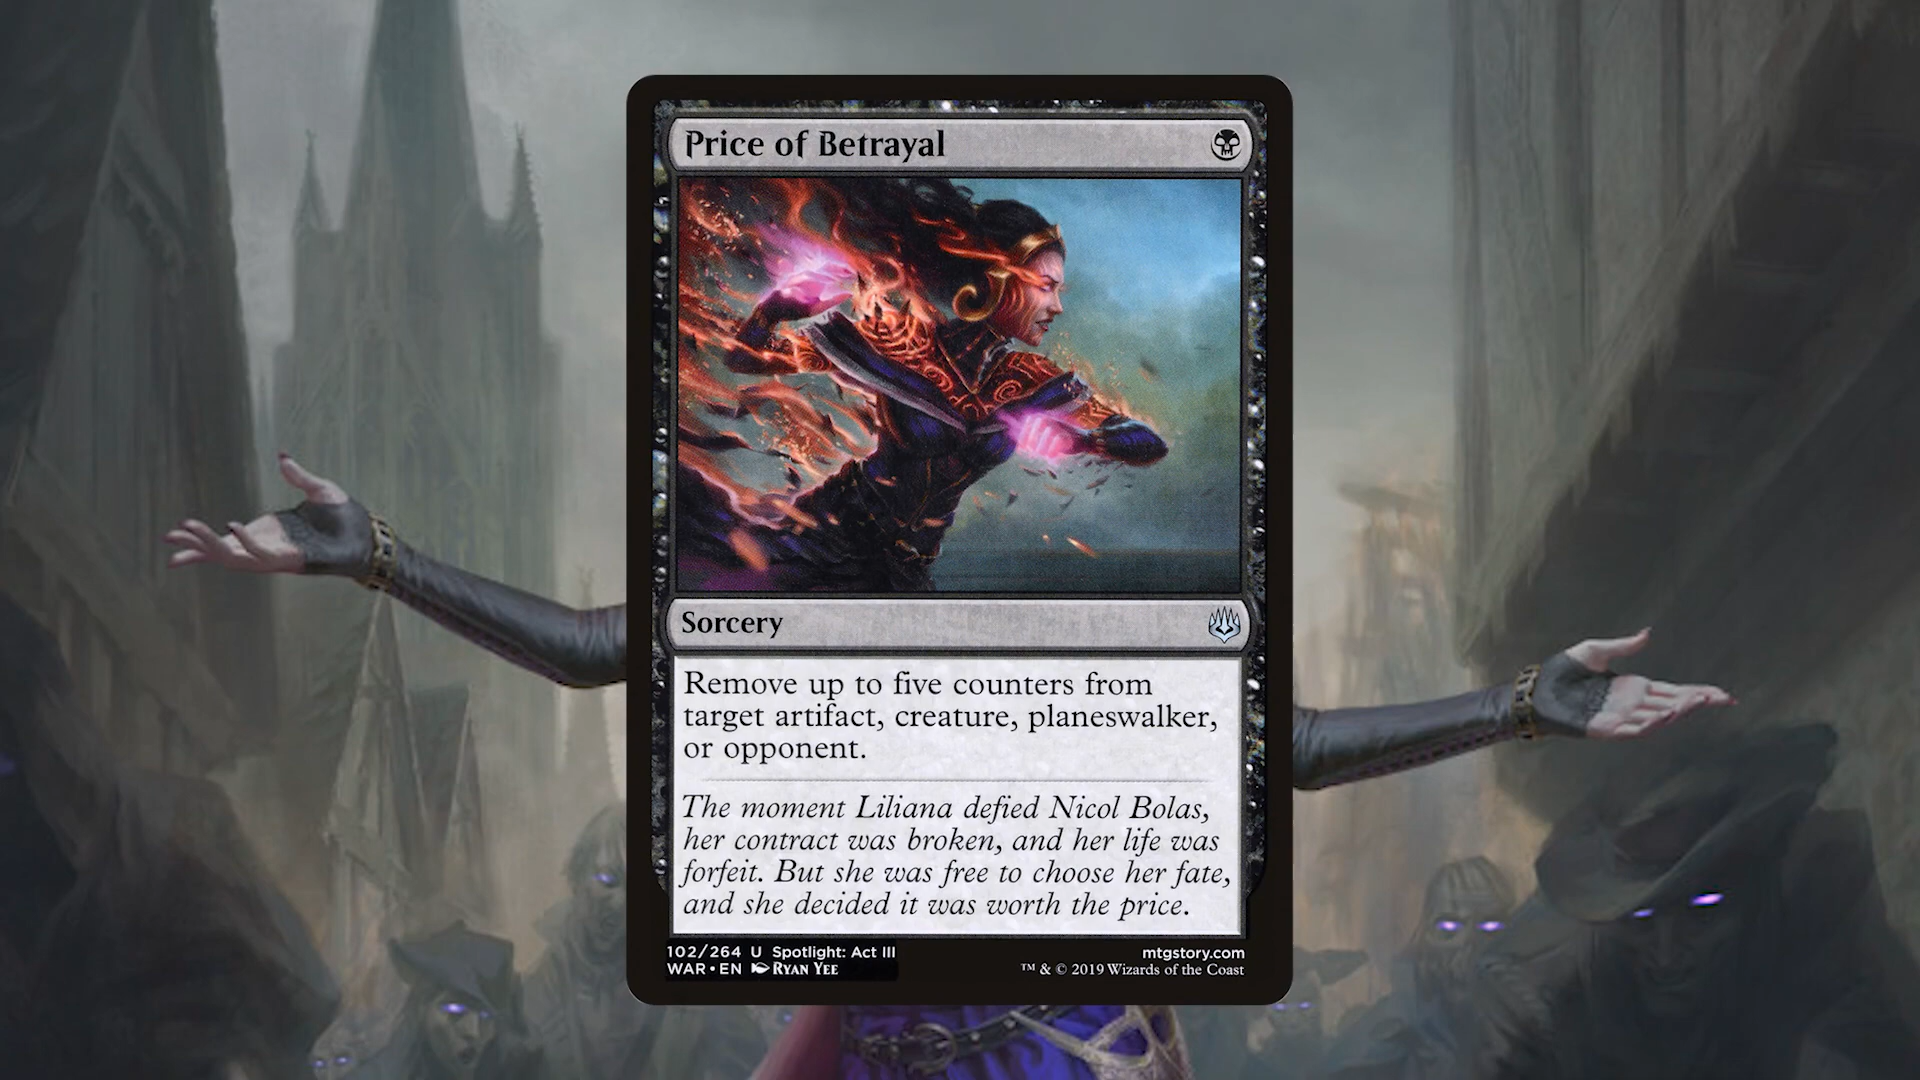 Price of Betrayal
Sorcery
Remove up to five counters from
target artifact, creature, planeswalker,
or opponent.
The moment Liliana defied Nicol Bolas,
her contract was broken, and her life was
forfeit. But she was free to choose her fate,
and she decided it was worth the price.
102/264 U Spotlight: Act III
WAR • EN Ryan Yee
mtgstory.com
™ & © 2019 Wizards of the Coast